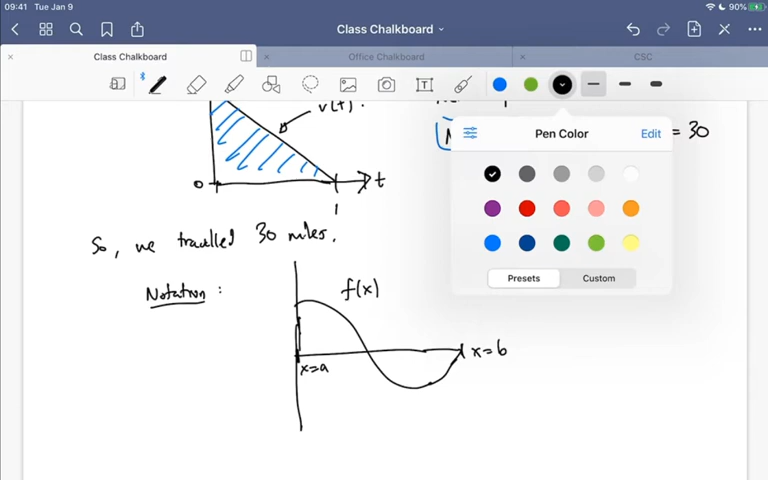 09:41 Tue Jan 9
90%
Class Chalkboard
Class Chalkboard
Office Chalkboard
CSC
v(t).
= 30
Pen Color
Edit
0
t
1
So, we travelled 30 miles.
Presets
Custom
Notation :
f(x)
x=a
x=b